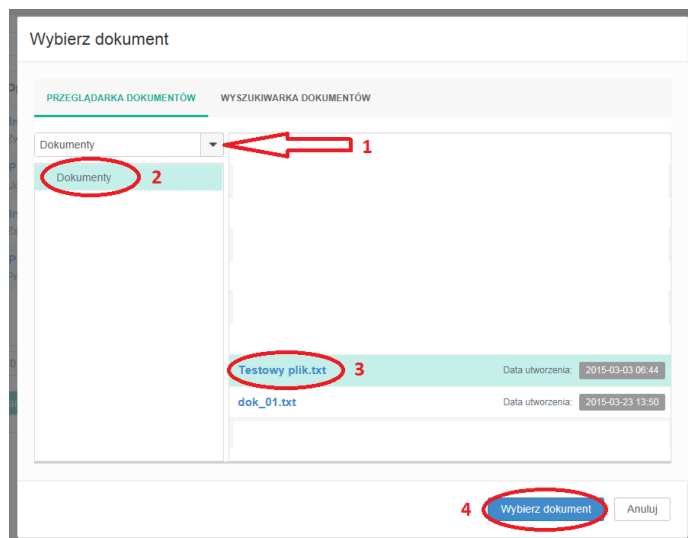 Wybierz dokument
PRZEGLĄDARKA DOKUMENTÓW WYSZUKIWARKA DOKUMENTÓW
Dokumenty 1
Dokumenty 2
Testowy plik.txt 3 Data utworzenia: 2015-03-03 06:44
dok_01.txt Data utworzenia: 2015-03-23 13:50
4 Wybierz dokument Anuluj